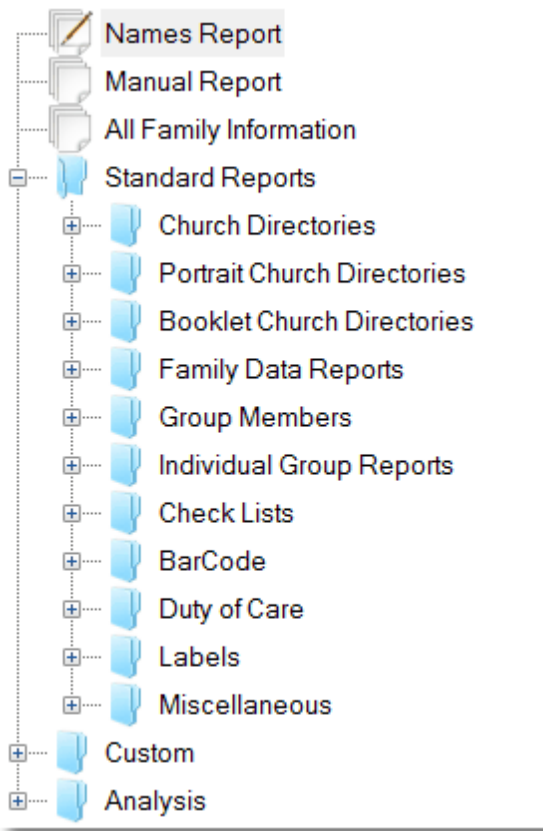 Names Report
Manual Report
All Family Information
Standard Reports
Church Directories
Portrait Church Directories
Booklet Church Directories
Family Data Reports
Group Members
Individual Group Reports
Check Lists
BarCode
Duty of Care
Labels
Miscellaneous
Custom
Analysis